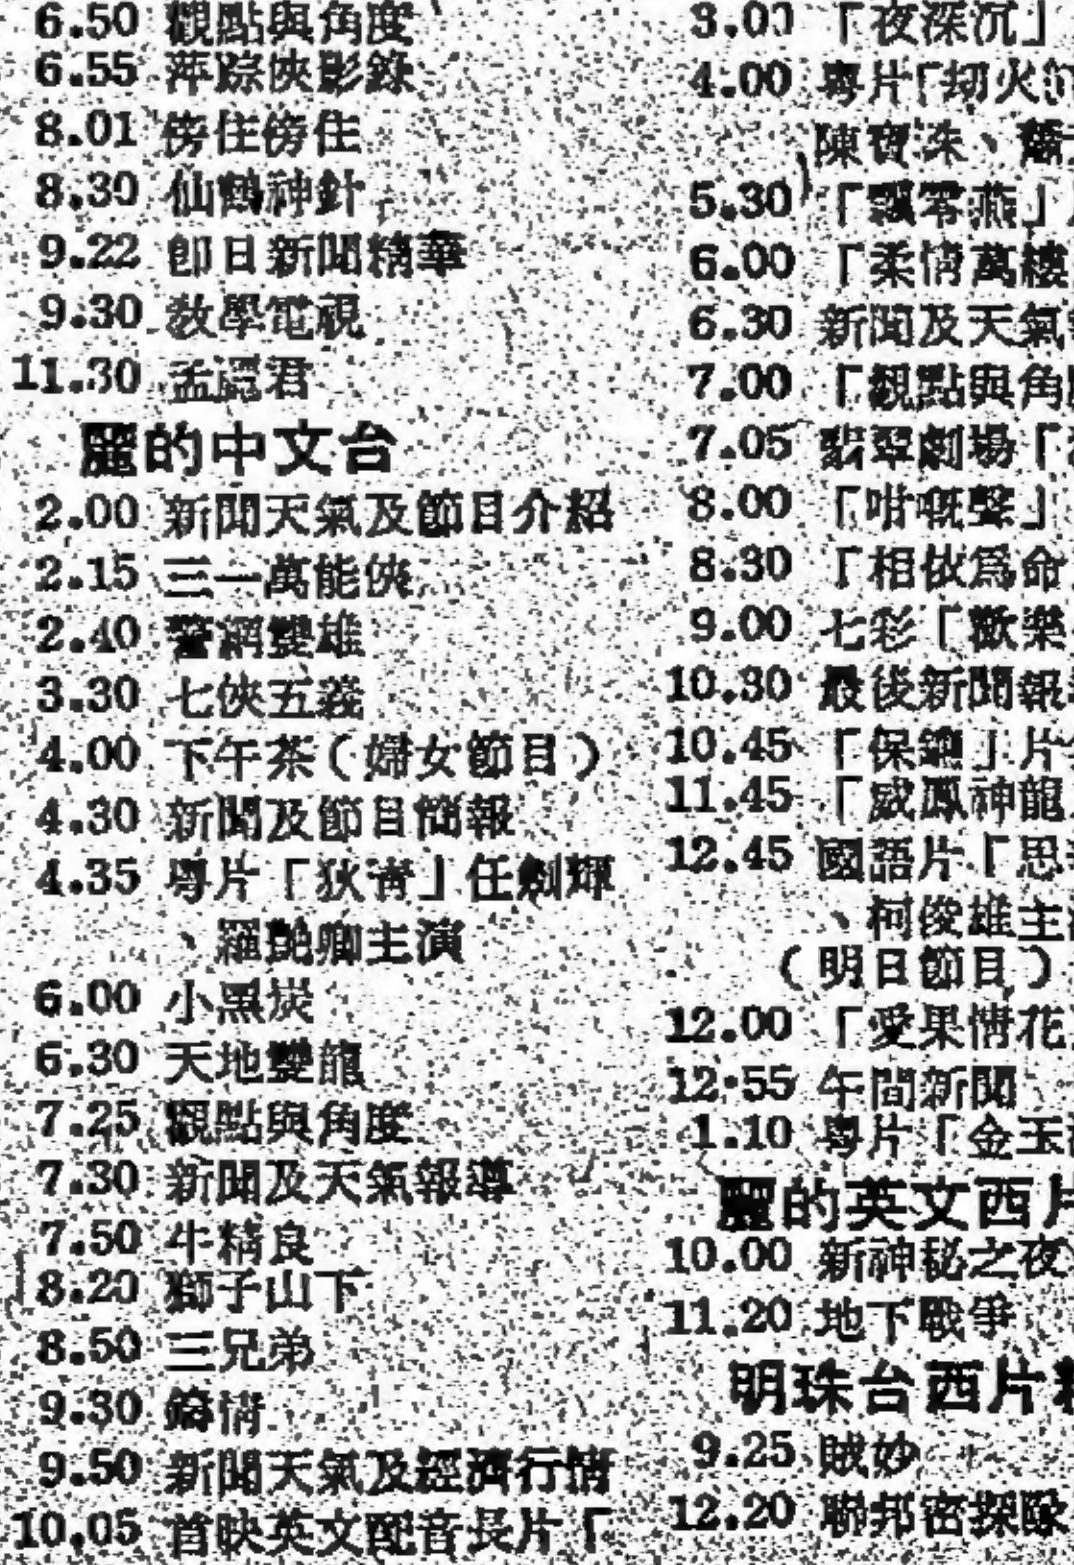 6.50 觀點與角度
6.55 萍踪俠影錄
8.01 傍住傍住
8.30 仙鶴神針
9.22 即日新聞精華
9.30 教學電視
11.30 孟麗君
麗的中文台
2.00 新聞天氣及節目介紹
2.15 三一萬能俠
2.40 警網雙雄
3.30 七俠五義
4.00 下午茶(婦女節目)
4.30 新聞及節目簡報
4.35 粵片「狄青」任劍輝
、羅艷卿主演
6.00 小黑炭
6.30 天地雙龍
7.25 觀點與角度
7.30 新聞及天氣報導
7.50 牛精良
8.20 獅子山下
8.50 三兄弟
9.30 情
9.50 新聞天氣及經濟行情
10.05 首映英文配音長片「
3.00 「夜深沉」
4.00 粵片「刼火
陳寶珠、蕭
5.30 「飄零燕」
6.00 「柔情萬縷
6.30 新聞及天氣
7.00 「觀點與角
7.05 翡翠劇場「
8.00 「咁嘅聲」
8.30 「相依爲命
9.00 七彩「歡樂
10.30 最後新聞報
10.45 「保鑣」片
11.45 「威鳳神龍
12.45 國語片「思
、柯俊雄主
(明日節目)
12.00 「愛果情花
12.55 午間新聞
1.10 粵片「金玉
麗的英文西片
10.00 新神秘之夜
11.20 地下戰爭
明珠台西片
9.25 賊妙
12.20 聯邦密探隊